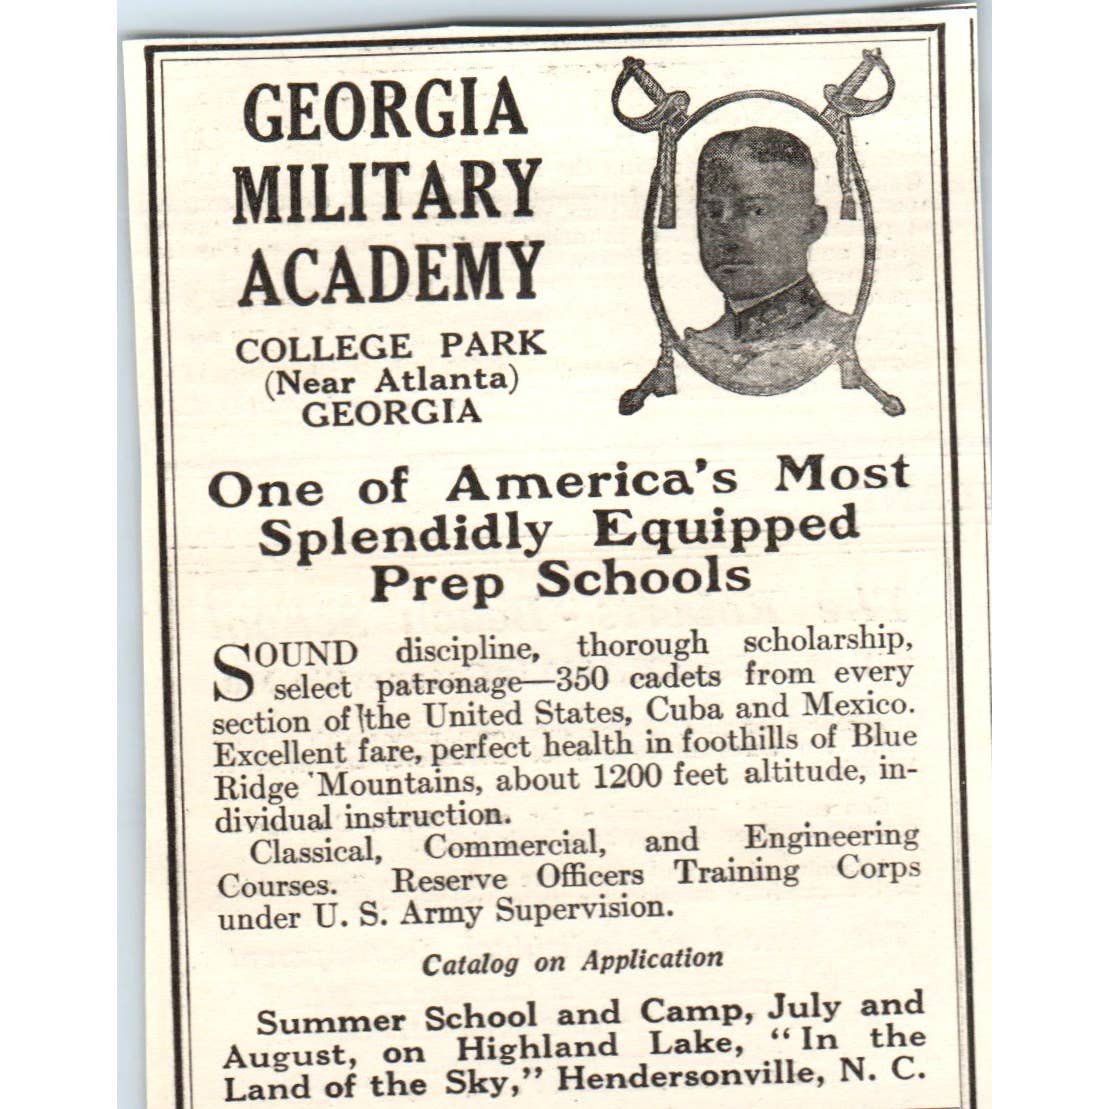 GEORGIA
MILITARY
ACADEMY
COLLEGE PARK
(Near Atlanta)
GEORGIA
One of America's Most
Splendidly Equipped
Prep Schools
SOUND discipline, thorough scholarship,
select patronage—350 cadets from every
section of the United States, Cuba and Mexico.
Excellent fare, perfect health in foothills of Blue
Ridge Mountains, about 1200 feet altitude, in-
dividual instruction.
Classical, Commercial, and Engineering
Courses. Reserve Officers Training Corps
under U. S. Army Supervision.
Catalog on Application
Summer School and Camp, July and
August, on Highland Lake, "In the
Land of the Sky," Hendersonville, N. C.